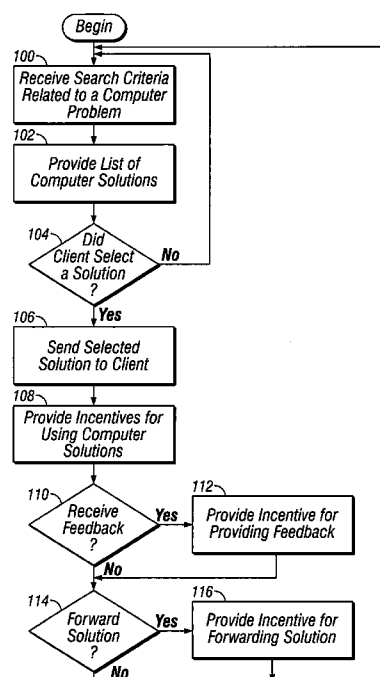 Begin
100
Receive Search Criteria
Related to a Computer
Problem
102
Provide List of
Computer Solutions
104
Did
Client Select
a Solution
?
No
Yes
106
Send Selected
Solution to Client
108
Provide Incentives for
Using Computer
Solutions
110
Receive
Feedback
?
Yes
112
Provide Incentive for
Providing Feedback
No
114
Forward
Solution
?
Yes
116
Provide Incentive for
Forwarding Solution
No